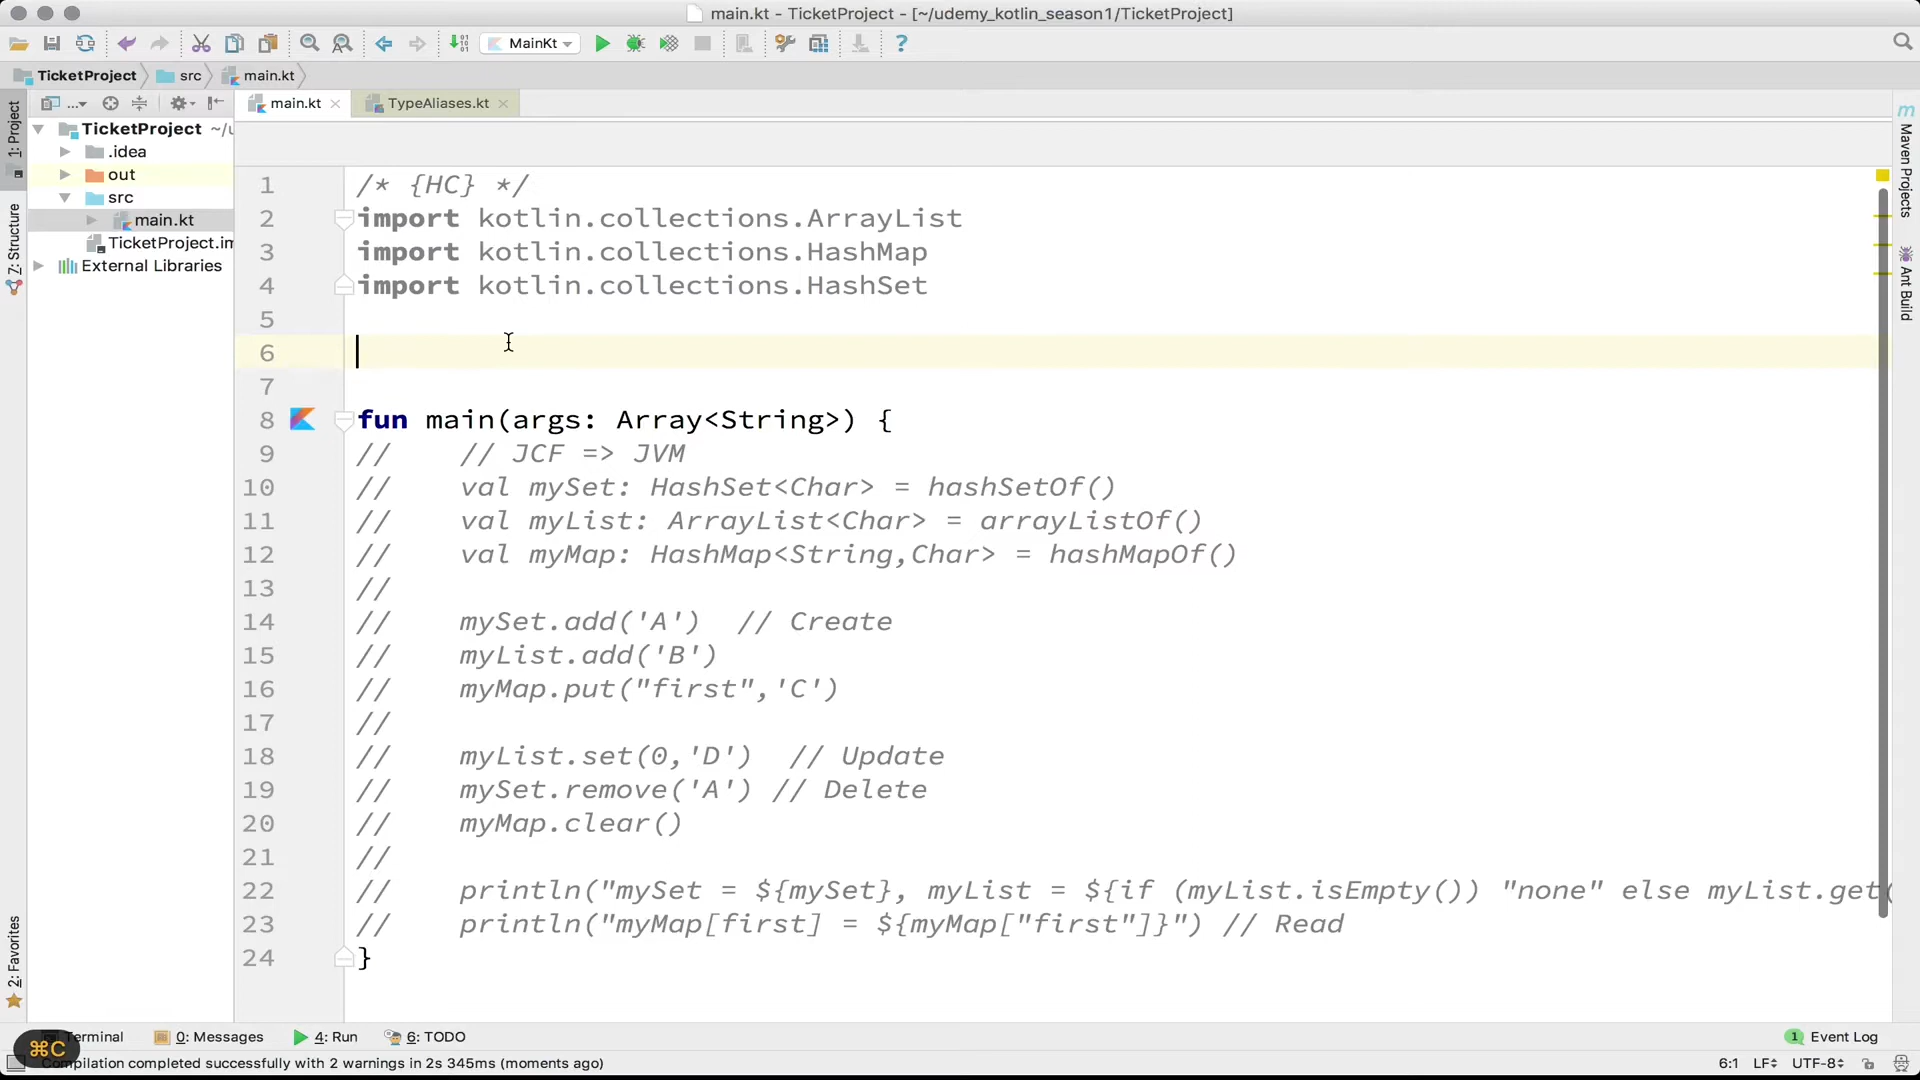 main.kt - TicketProject - [~/udemy_kotlin_season1/TicketProject]
MainKt
TicketProject src main.kt
1: Project
...
main.kt
TypeAliases.kt
TicketProject ~/u
.idea
out
src
main.kt
TicketProject.im
External Libraries
7: Structure
2: Favorites
1 /* {HC} */
2 import kotlin.collections.ArrayList
3 import kotlin.collections.HashMap
4 import kotlin.collections.HashSet
5
6
7
8 fun main(args: Array<String>) {
9 //    // JCF => JVM
10 //    val mySet: HashSet<Char> = hashSetOf()
11 //    val myList: ArrayList<Char> = arrayListOf()
12 //    val myMap: HashMap<String,Char> = hashMapOf()
13 //
14 //    mySet.add('A')  // Create
15 //    myList.add('B')
16 //    myMap.put("first",'C')
17 //
18 //    myList.set(0,'D')  // Update
19 //    mySet.remove('A') // Delete
20 //    myMap.clear()
21 //
22 //    println("mySet = ${mySet}, myList = ${if (myList.isEmpty()) "none" else myList.get(
23 //    println("myMap[first] = ${myMap["first"]}") // Read
24 }
m Maven Projects
Ant Build
Terminal
0: Messages
4: Run
6: TODO
1 Event Log
⌘C
Compilation completed successfully with 2 warnings in 2s 345ms (moments ago)
6:1 LF UTF-8